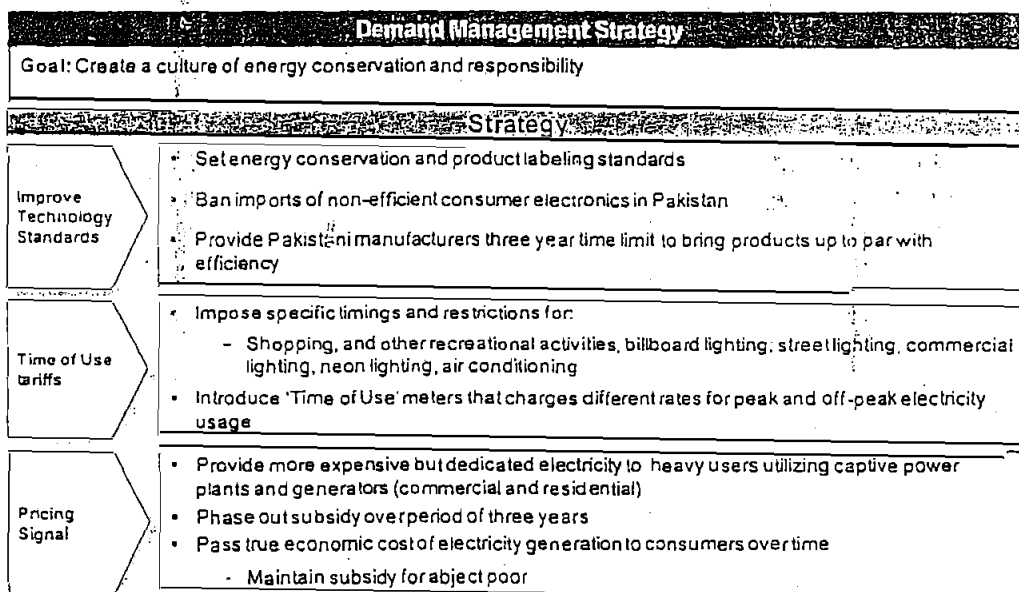 Demand Management Strategy
Goal: Create a culture of energy conservation and responsibility
Strategy
Improve
Technology
Standards
• Set energy conservation and product labeling standards
• Ban imports of non-efficient consumer electronics in Pakistan
• Provide Pakistani manufacturers three year time limit to bring products up to par with
efficiency
Time of Use
tariffs
• Impose specific timings and restrictions for:
- Shopping, and other recreational activities, billboard lighting; street lighting, commercial
lighting, neon lighting, air conditioning
• Introduce 'Time of Use' meters that charges different rates for peak and off-peak electricity
usage
Pricing
Signal
• Provide more expensive but dedicated electricity to heavy users utilizing captive power
plants and generators (commercial and residential)
• Phase out subsidy over period of three years
• Pass true economic cost of electricity generation to consumers over time
- Maintain subsidy for abject poor